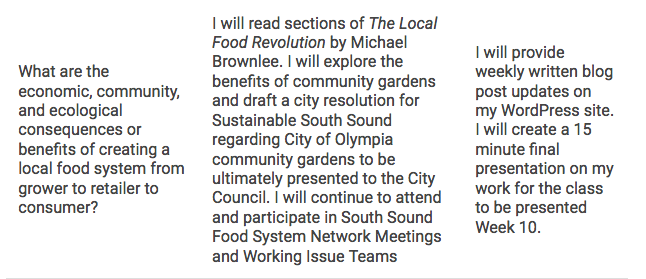 What are the
economic, community,
and ecological
consequences or
benefits of creating a
local food system from
grower to retailer to
consumer?
I will read sections of The Local
Food Revolution by Michael
Brownlee. I will explore the
benefits of community gardens
and draft a city resolution for
Sustainable South Sound
regarding City of Olympia
community gardens to be
ultimately presented to the City
Council. I will continue to attend
and participate in South Sound
Food System Network Meetings
and Working Issue Teams
I will provide
weekly written blog
post updates on
my WordPress site.
I will create a 15
minute final
presentation on my
work for the class
to be presented
Week 10.